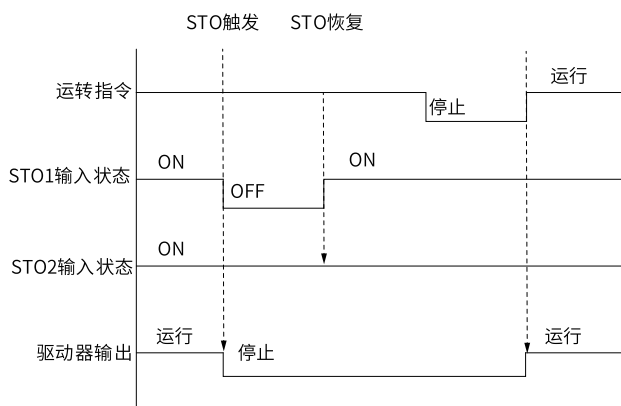 STO触发 STO恢复
运行
运转指令
停止
ON ON
STO1输入状态
OFF
ON
STO2输入状态
运行 运行
驱动器输出 停止